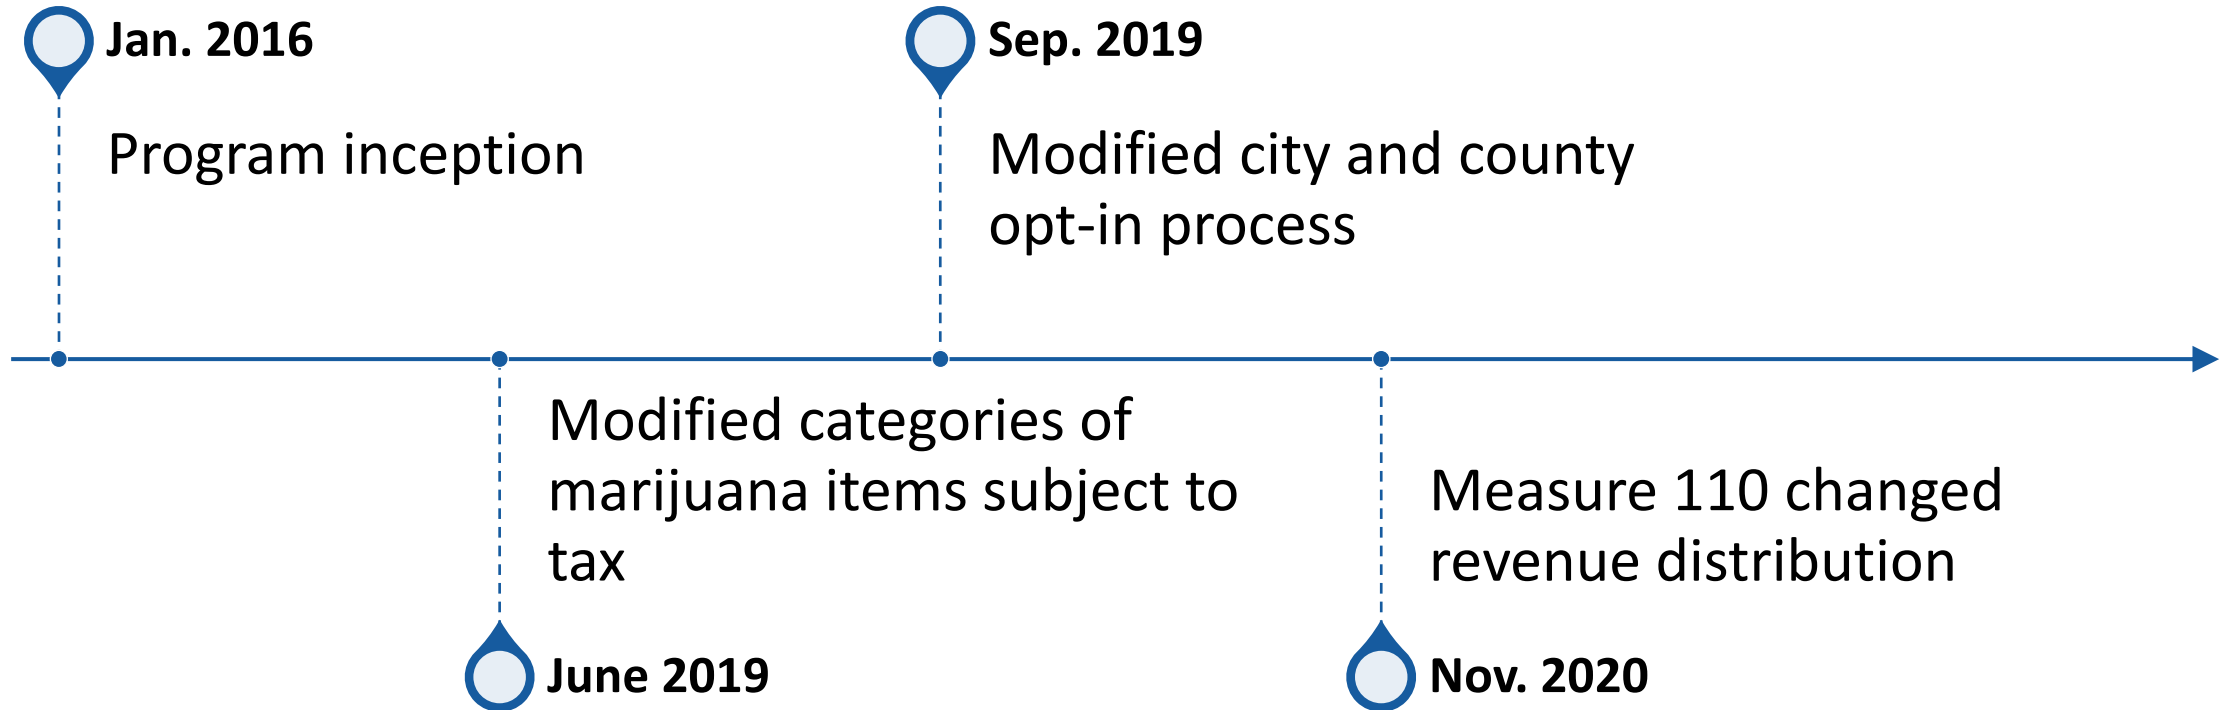 Jan. 2016
Program inception
Sep. 2019
Modified city and county
opt-in process
Modified categories of
marijuana items subject to
tax
June 2019
Measure 110 changed
revenue distribution
Nov. 2020